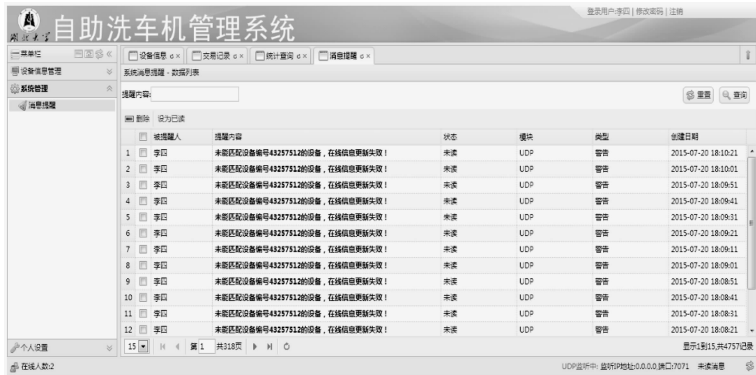 登录用户:李四 | 修改密码 | 注销
自助洗车机管理系统
菜单栏
设备信息 交易记录 统计查询 消息提醒
设备信息管理
系统消息提醒 - 数据列表
系统管理
提醒内容: 重置 查询
消息提醒
删除 设为已读
被提醒人 提醒内容 状态 模块 类型 创建日期
1 李四 未能匹配设备编号43257512的设备，在线信息更新失败！ 未读 UDP 警告 2015-07-20 18:10:21
2 李四 未能匹配设备编号43257512的设备，在线信息更新失败！ 未读 UDP 警告 2015-07-20 18:10:01
3 李四 未能匹配设备编号43257512的设备，在线信息更新失败！ 未读 UDP 警告 2015-07-20 18:09:51
4 李四 未能匹配设备编号43257512的设备，在线信息更新失败！ 未读 UDP 警告 2015-07-20 18:09:41
5 李四 未能匹配设备编号43257512的设备，在线信息更新失败！ 未读 UDP 警告 2015-07-20 18:09:31
6 李四 未能匹配设备编号43257512的设备，在线信息更新失败！ 未读 UDP 警告 2015-07-20 18:09:21
7 李四 未能匹配设备编号43257512的设备，在线信息更新失败！ 未读 UDP 警告 2015-07-20 18:09:11
8 李四 未能匹配设备编号43257512的设备，在线信息更新失败！ 未读 UDP 警告 2015-07-20 18:09:01
9 李四 未能匹配设备编号43257512的设备，在线信息更新失败！ 未读 UDP 警告 2015-07-20 18:08:51
10 李四 未能匹配设备编号43257512的设备，在线信息更新失败！ 未读 UDP 警告 2015-07-20 18:08:41
11 李四 未能匹配设备编号43257512的设备，在线信息更新失败！ 未读 UDP 警告 2015-07-20 18:08:31
12 李四 未能匹配设备编号43257512的设备，在线信息更新失败！ 未读 UDP 警告 2015-07-20 18:08:21
个人设置
15 第 1 共318页 显示1到15,共4757记录
在线人数:2 UDP监听中: 监听IP地址:0.0.0.0,端口:7071 未读消息